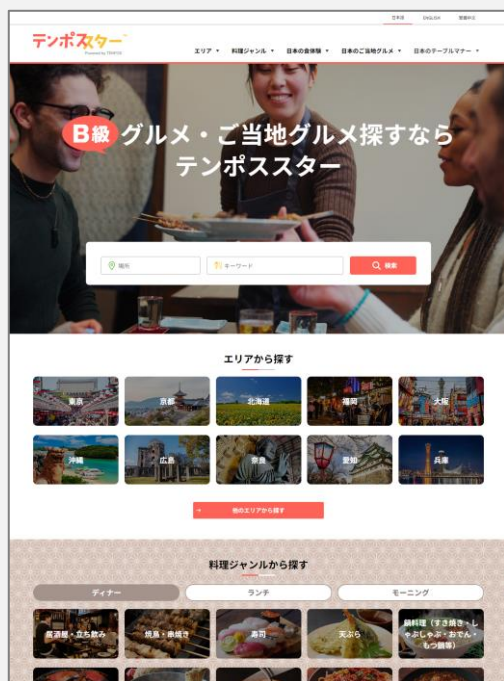 日本語 ENGLISH 繁體中文
テンポスター
Powered by TENPOS
エリア ▼ 料理ジャンル ▼ 日本の食体験 ▼ 日本のご当地グルメ ▼ 日本のテーブルマナー ▼
B級グルメ・ご当地グルメ探すなら
テンポススター
場所 キーワード 検索
エリアから探す
東京 京都 北海道 福岡 大阪
沖縄 広島 奈良 愛知 兵庫
他のエリアから探す
料理ジャンルから探す
ディナー ランチ モーニング
居酒屋・立ち飲み 焼鳥・串焼き 寿司 天ぷら 鍋料理(すき焼き・し
ゃぶしゃぶ・おでん・
もつ鍋等)